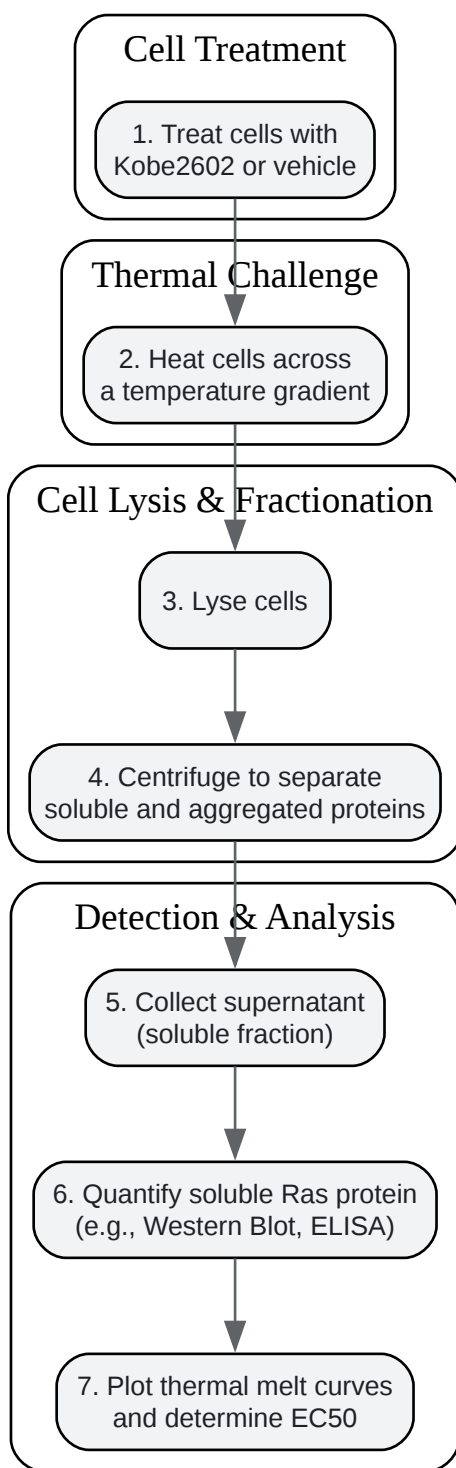 Cell Treatment
1. Treat cells with
Kobe2602 or vehicle
Thermal Challenge
2. Heat cells across
a temperature gradient
Cell Lysis & Fractionation
3. Lyse cells
4. Centrifuge to separate
soluble and aggregated proteins
Detection & Analysis
5. Collect supernatant
(soluble fraction)
6. Quantify soluble Ras protein
(e.g., Western Blot, ELISA)
7. Plot thermal melt curves
and determine EC50